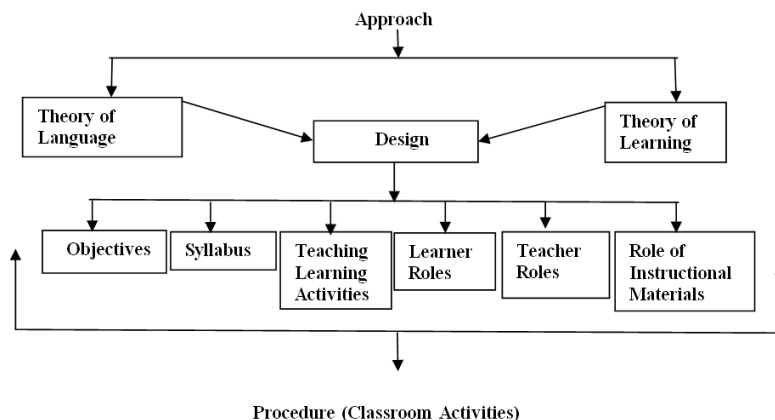 Approach
Theory of
Language
Design
Theory of
Learning
Objectives
Syllabus
Teaching
Learning
Activities
Learner
Roles
Teacher
Roles
Role of
Instructional
Materials
Procedure (Classroom Activities)